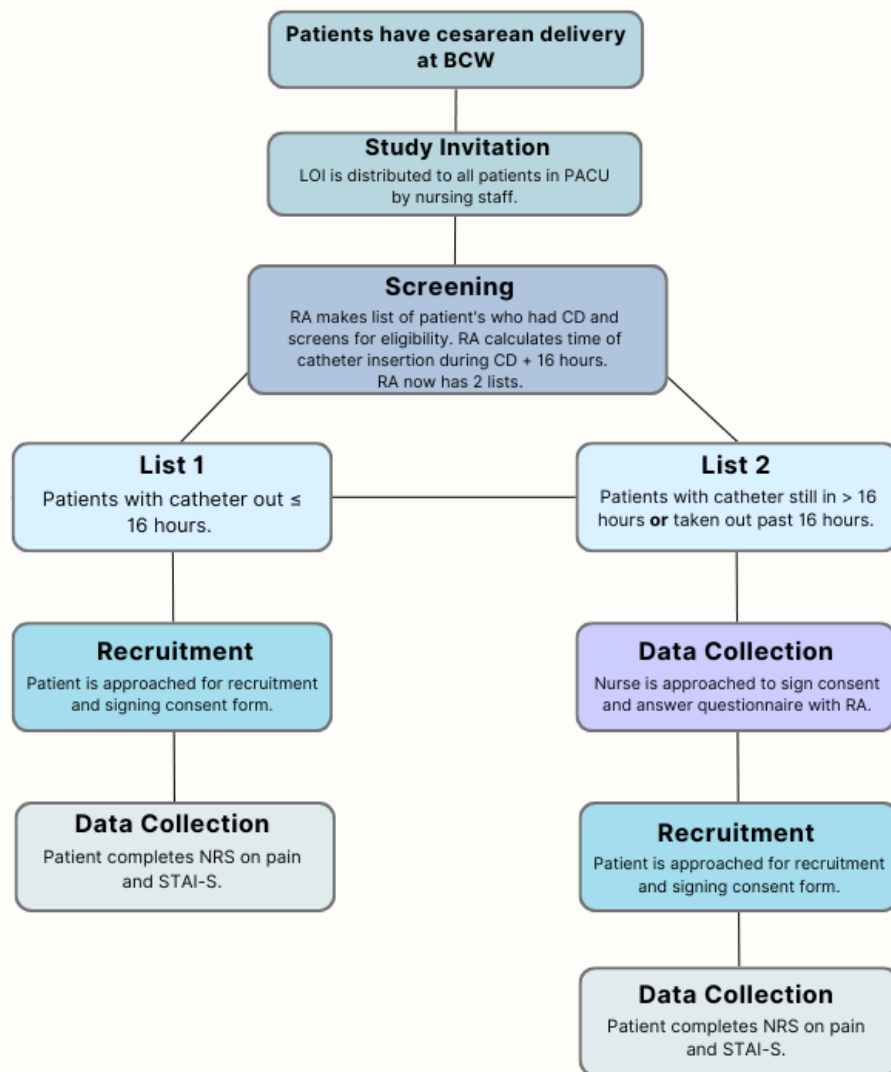 Patients have cesarean delivery
at BCW
Study Invitation
LOI is distributed to all patients in PACU
by nursing staff.
Screening
RA makes list of patient's who had CD and
screens for eligibility. RA calculates time of
catheter insertion during CD + 16 hours.
RA now has 2 lists.
List 1
Patients with catheter out ≤
16 hours.
List 2
Patients with catheter still in > 16
hours or taken out past 16 hours.
Recruitment
Patient is approached for recruitment
and signing consent form.
Data Collection
Nurse is approached to sign consent
and answer questionnaire with RA.
Data Collection
Patient completes NRS on pain
and STAI-S.
Recruitment
Patient is approached for recruitment
and signing consent form.
Data Collection
Patient completes NRS on pain
and STAI-S.